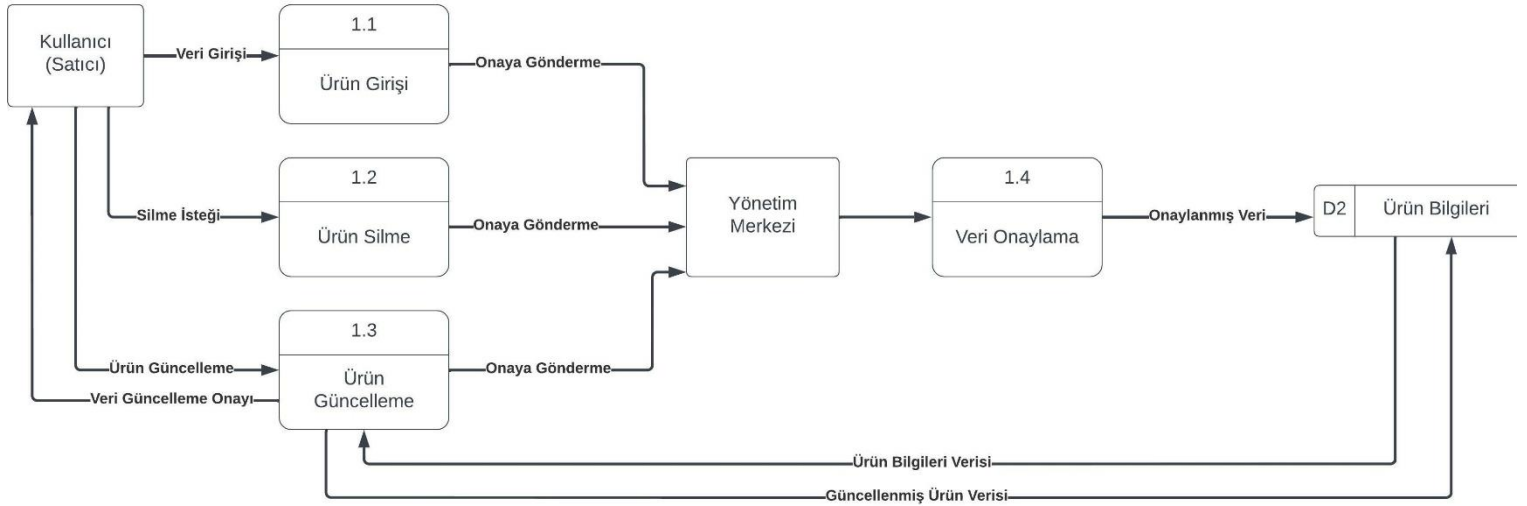 Kullanıcı
(Satıcı)
Veri Girişi
1.1
Ürün Girişi
Onaya Gönderme
Silme İsteği
1.2
Ürün Silme
Onaya Gönderme
Yönetim
Merkezi
1.4
Veri Onaylama
Onaylanmış Veri
D2
Ürün Bilgileri
1.3
Ürün
Güncelleme
Ürün Güncelleme
Veri Güncelleme Onayı
Onaya Gönderme
Ürün Bilgileri Verisi
Güncellenmiş Ürün Verisi